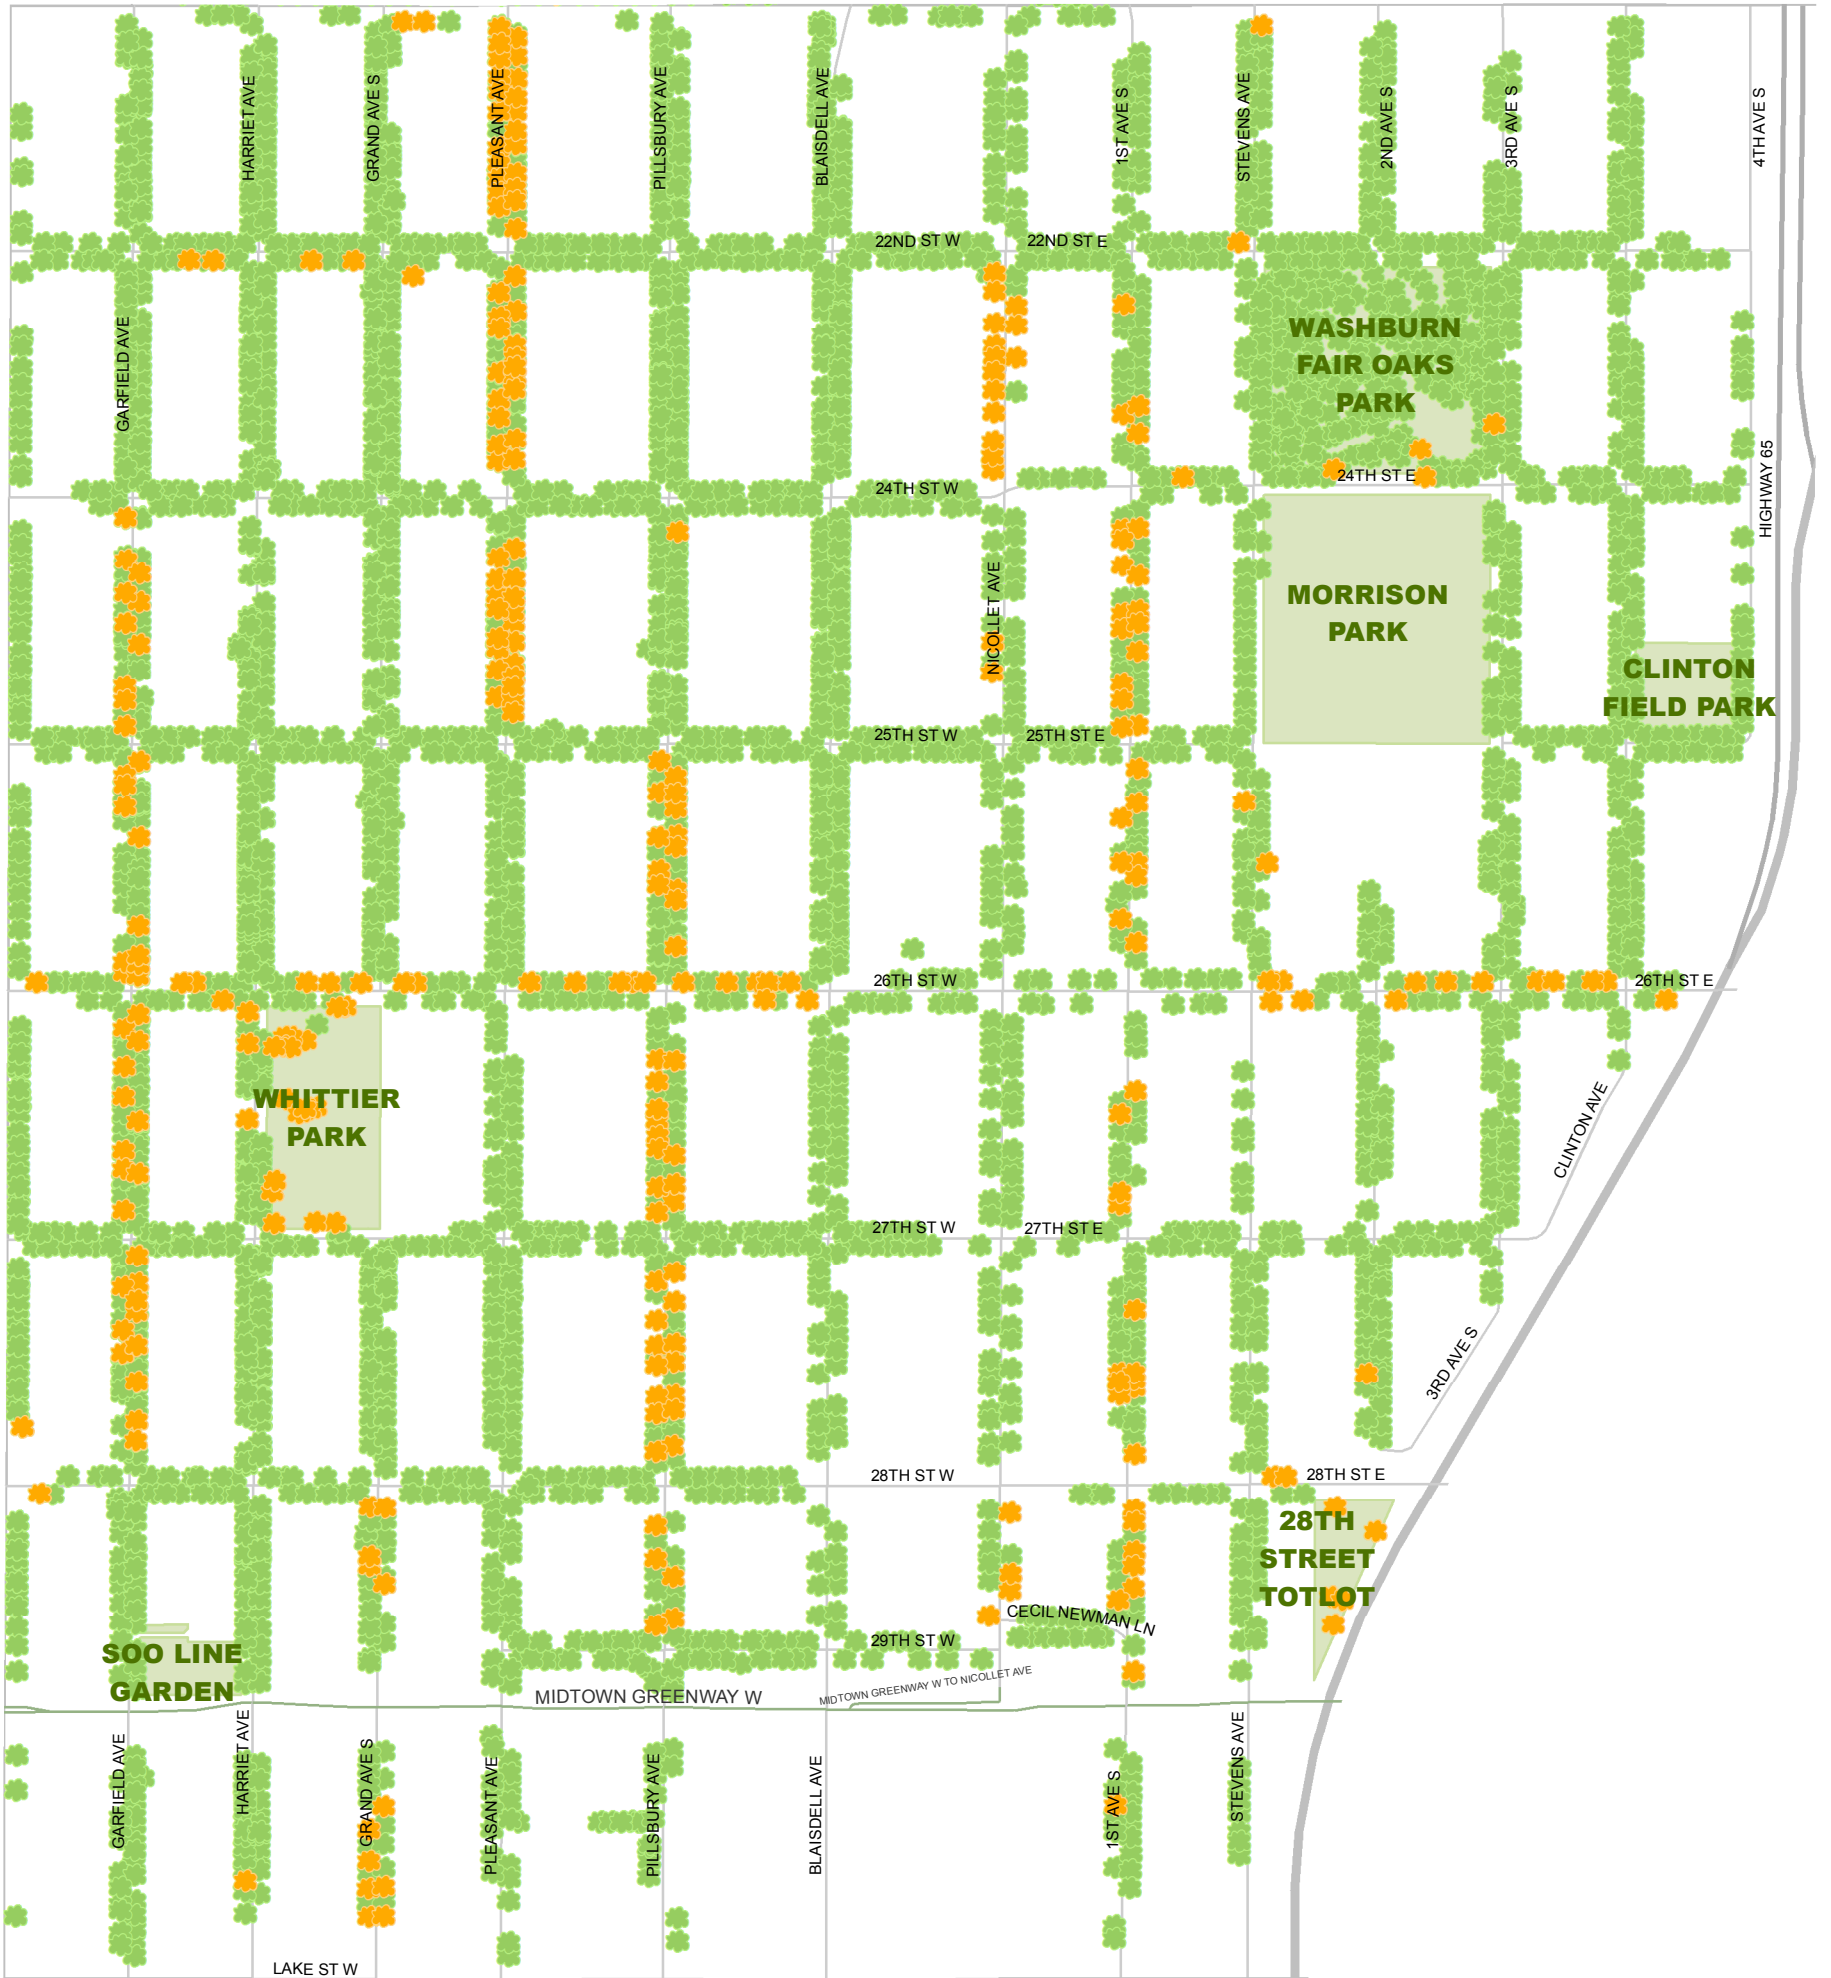 HARRIET AVE
GRAND AVE S
PLEASANT AVE
PILLSBURY AVE
BLAISDELL AVE
1ST AVE S
STEVENS AVE
2ND AVE S
3RD AVE S
4TH AVE S
22ND ST W
22ND ST E
GARFIELD AVE
WASHBURN
FAIR OAKS
PARK
HIGHWAY 65
24TH ST W
24TH ST E
NICOLLET AVE
MORRISON
PARK
CLINTON
FIELD PARK
25TH ST W
25TH ST E
26TH ST W
26TH ST E
WHITTIER
PARK
CLINTON AVE
27TH ST W
27TH ST E
3RD AVE S
28TH ST W
28TH ST E
28TH
STREET
TOTLOT
CECIL NEWMAN LN
29TH ST W
SOO LINE
GARDEN
MIDTOWN GREENWAY W
MIDTOWN GREENWAY W TO NICOLLET AVE
GARFIELD AVE
HARRIET AVE
GRAND AVE S
PLEASANT AVE
PILLSBURY AVE
BLAISDELL AVE
1ST AVE S
STEVENS AVE
LAKE ST W